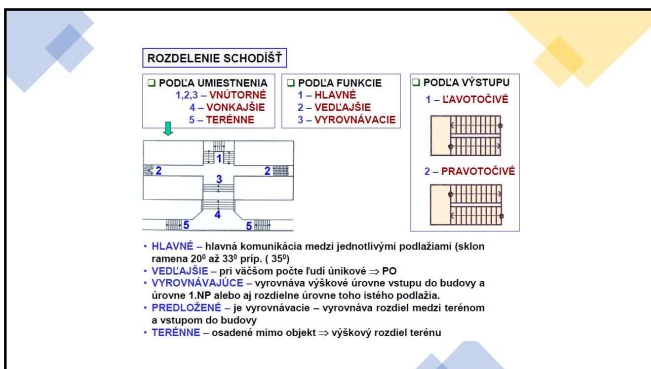 ROZDELENIE SCHODÍŠŤ
❑ PODĽA UMIESTNENIA
1,2,3 – VNÚTORNÉ
4 – VONKAJŠIE
5 – TERÉNNE
❑ PODĽA FUNKCIE
1 – HLAVNÉ
2 – VEDĽAJŠIE
3 – VYROVNÁVACIE
❑ PODĽA VÝSTUPU
1 – ĽAVOTOČIVÉ
2 – PRAVOTOČIVÉ
1
2
2
3
4
5
5
• HLAVNÉ – hlavná komunikácia medzi jednotlivými podlažiami (sklon
ramena 20⁰ až 33⁰ príp. ( 35⁰)
• VEDĽAJŠIE – pri väčšom počte ľudí únikové ⇒ PO
• VYROVNÁVAJÚCE – vyrovnáva výškové úrovne vstupu do budovy a
úrovne 1.NP alebo aj rozdielne úrovne toho istého podlažia.
• PREDLOŽENÉ – je vyrovnávacie – vyrovnáva rozdiel medzi terénom
a vstupom do budovy
• TERÉNNE – osadené mimo objekt ⇒ výškový rozdiel terénu